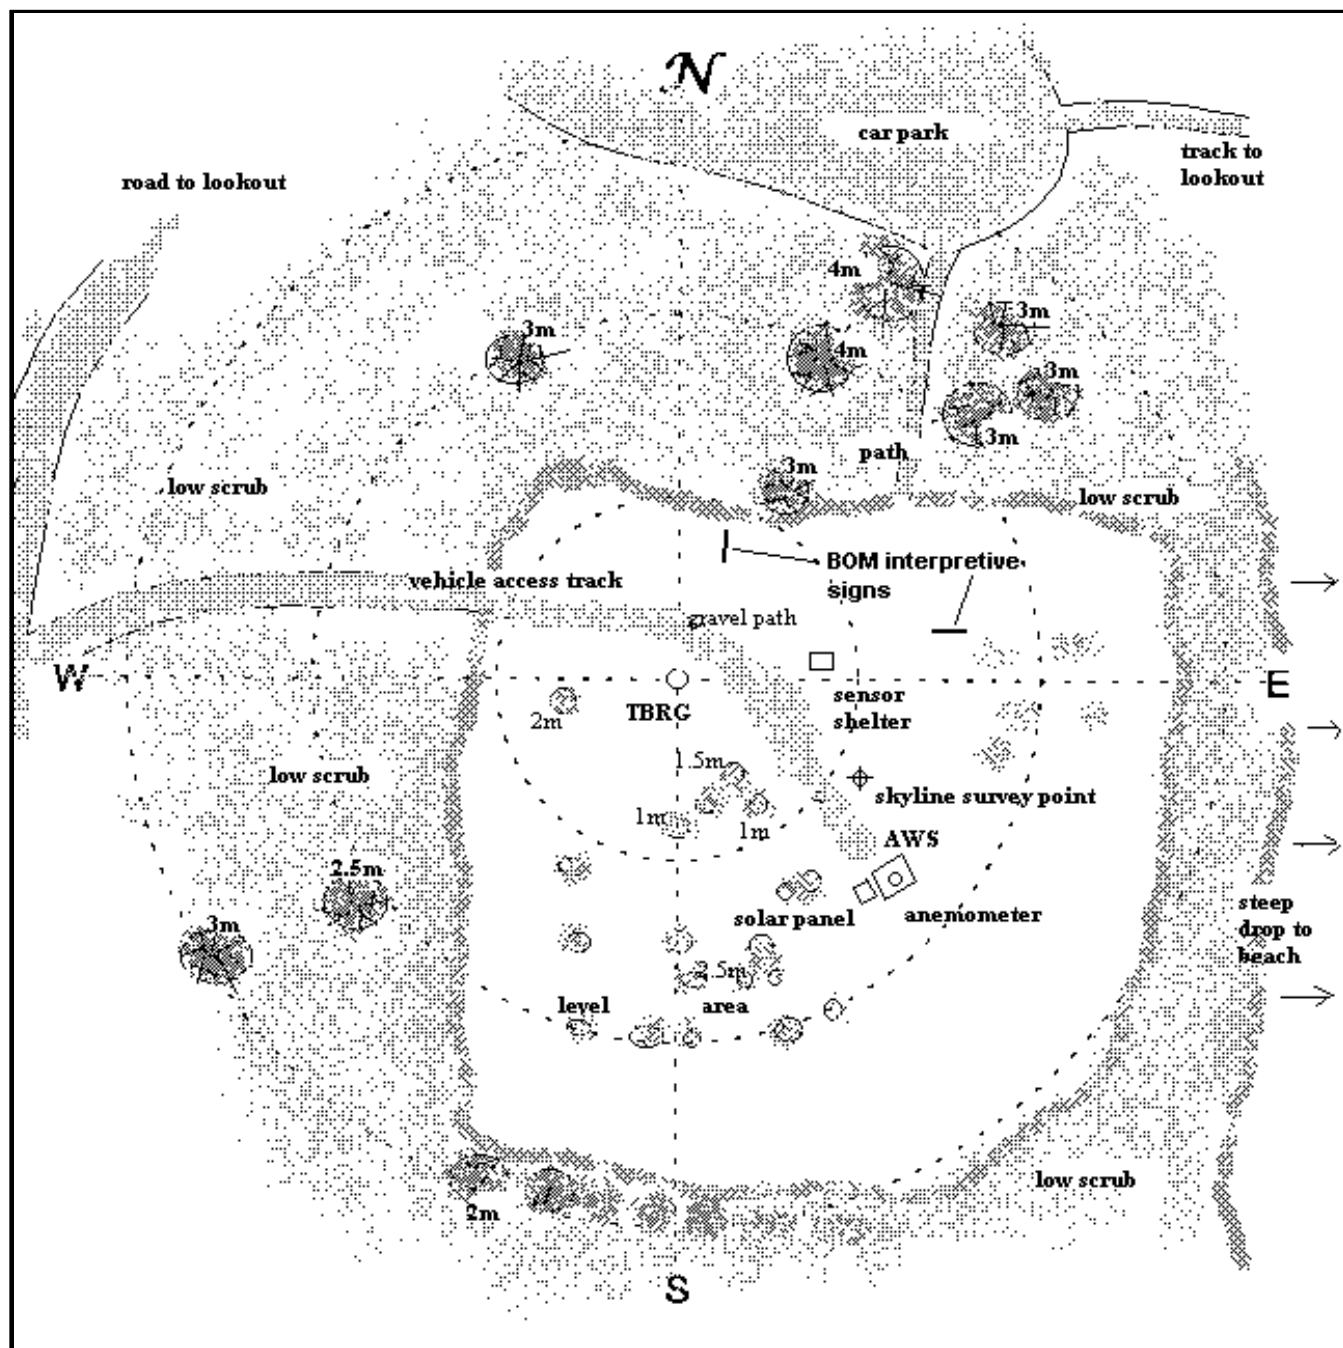 N
car park
track to
lookout
road to lookout
4m
3m
3m
4m
3m
3m
path
3m
low scrub
low scrub
vehicle access track
BOM interpretive
signs
gravel path
W
E
TBRG
sensor
shelter
2m
1.5m
low scrub
skyline survey point
1m
1m
AWS
2.5m
solar panel
anemometer
steep
drop to
beach
3m
2.5m
level
area
low scrub
2m
S